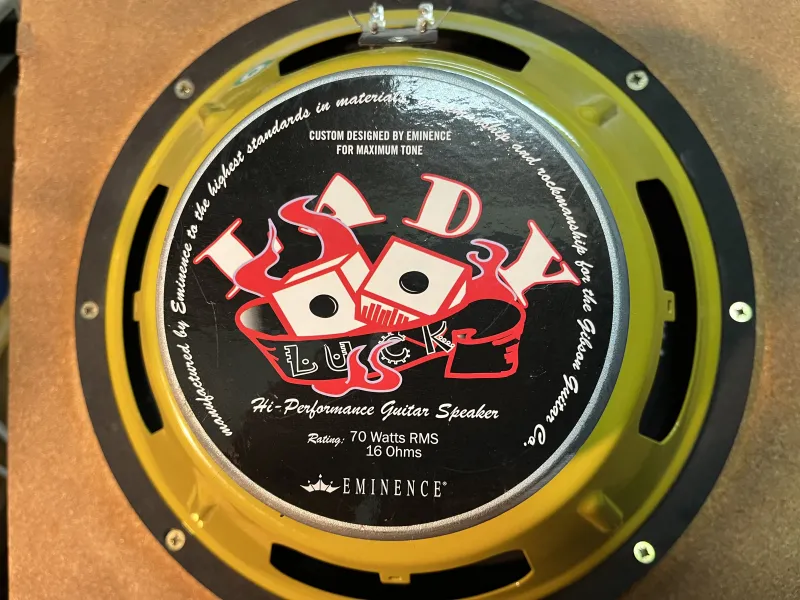 manufactured by Eminence to the highest standards in materials and rockmanship for the Gibson Guitar Co.
CUSTOM DESIGNED BY EMINENCE
FOR MAXIMUM TONE
LADY
LUCK
Hi-Performance Guitar Speaker
Rating: 70 Watts RMS
16 Ohms
EMINENCE®